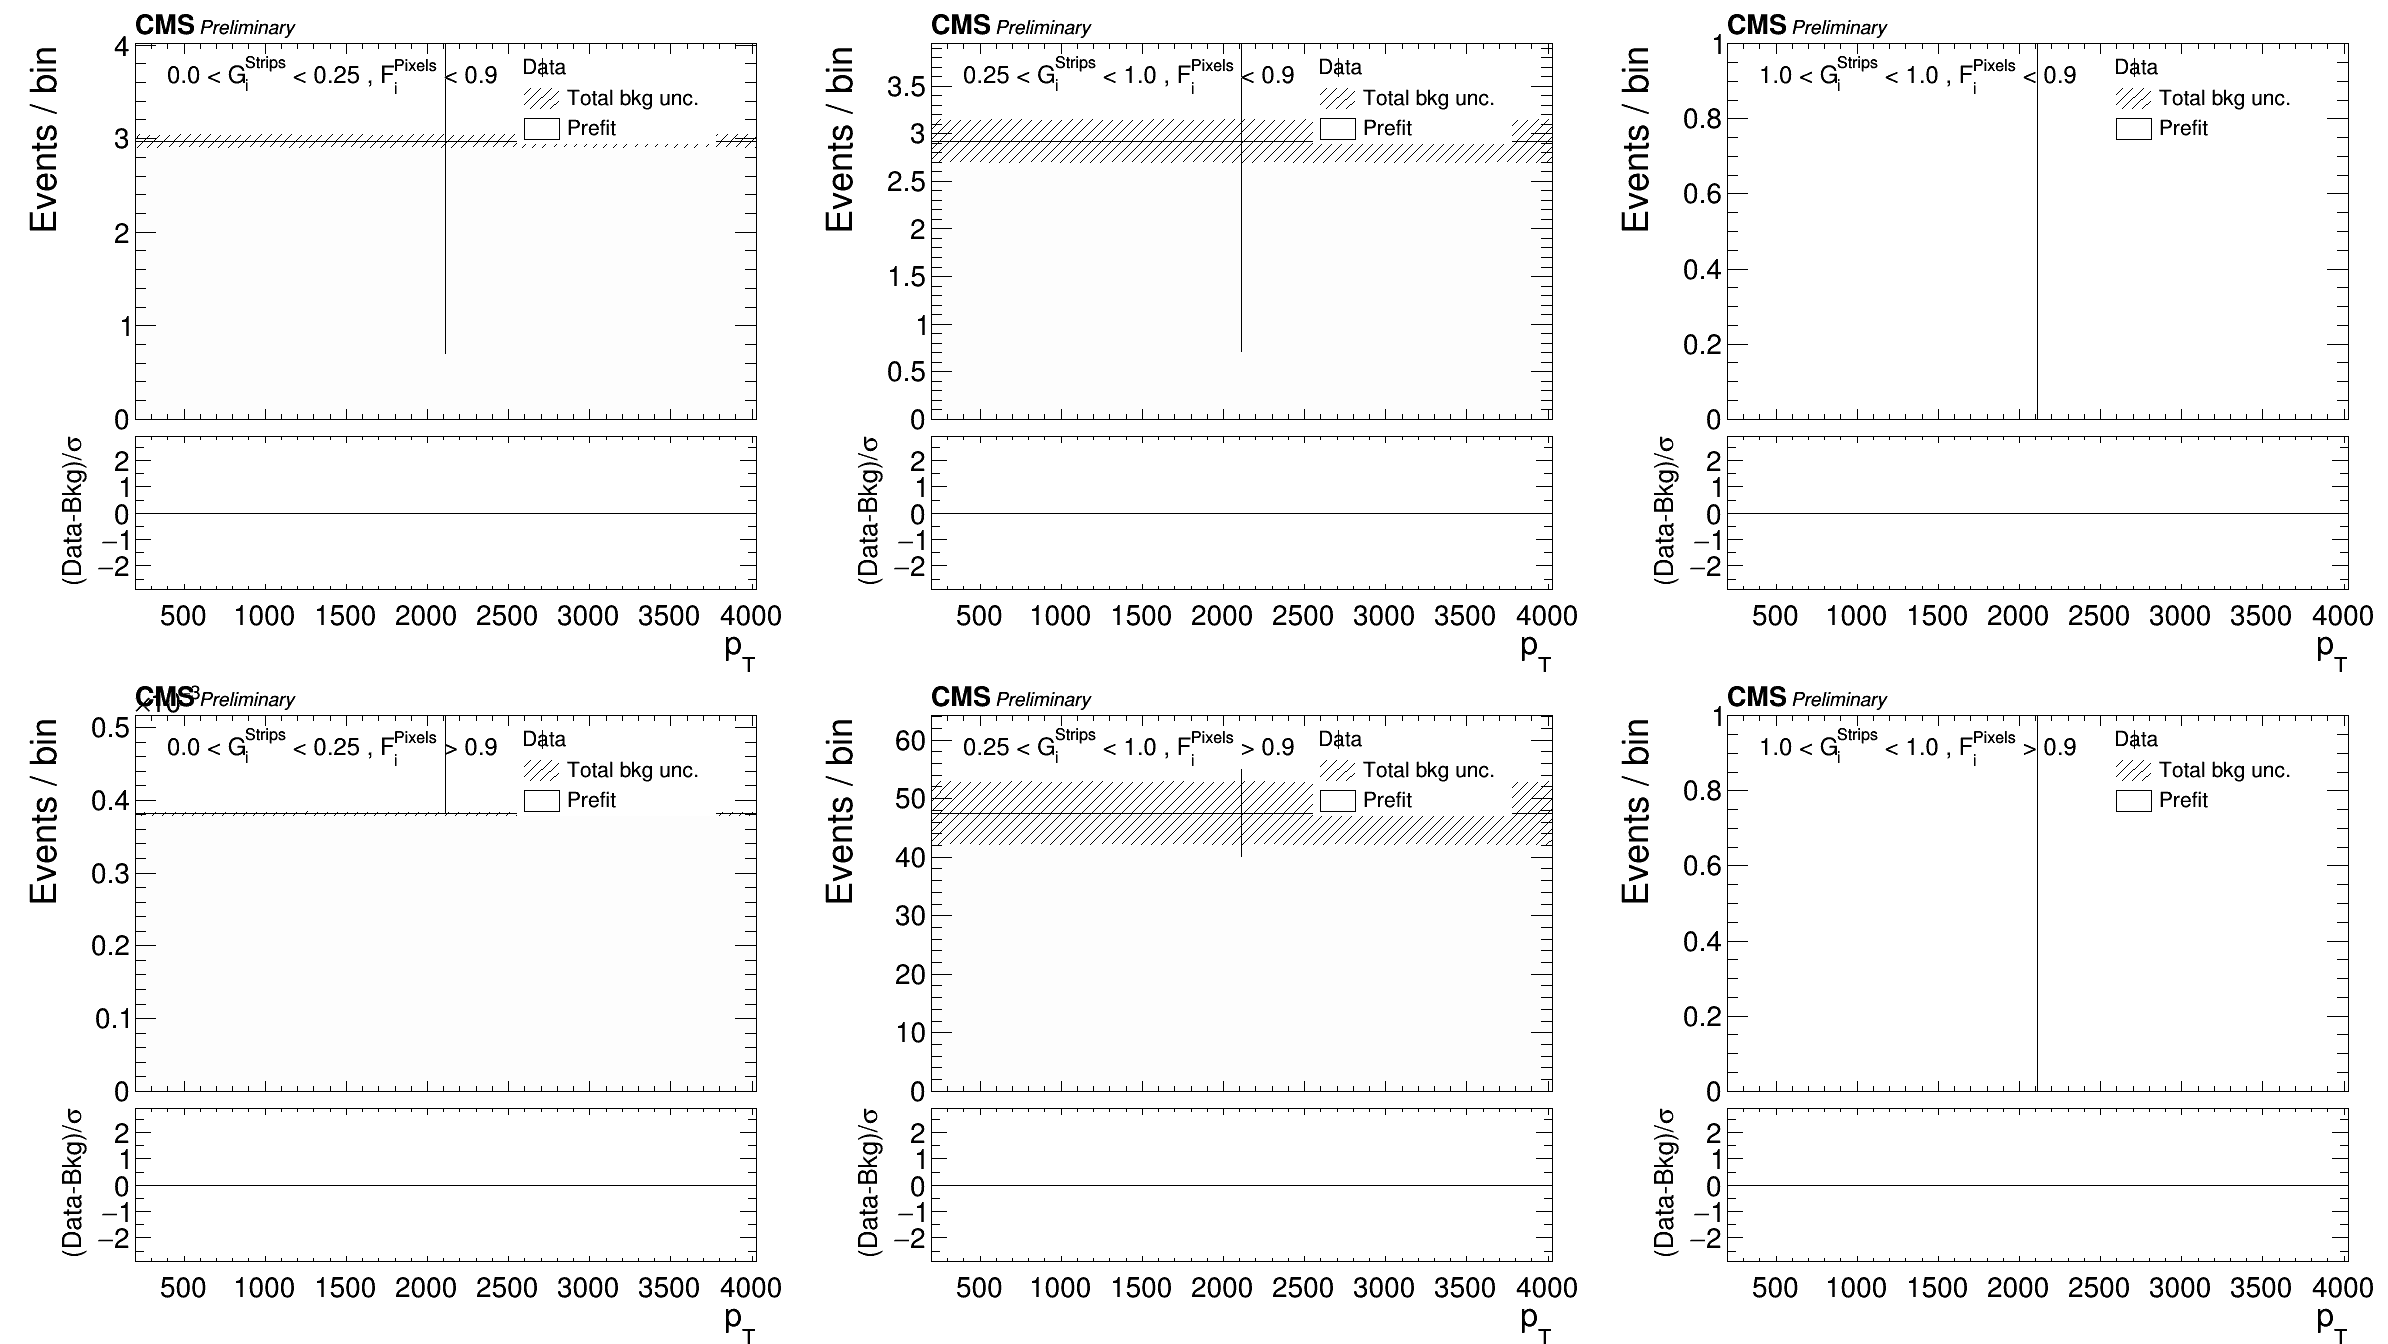 CMS Preliminary
Events / bin
4
3
2
1
0
0.0 < G_i^Strips < 0.25 , F_i^Pixels < 0.9
Data
Total bkg unc.
Prefit
(Data-Bkg)/σ
2
1
0
−1
−2
500 1000 1500 2000 2500 3000 3500 4000
p_T
CMS Preliminary
Events / bin
3.5
3
2.5
2
1.5
1
0.5
0
0.25 < G_i^Strips < 1.0 , F_i^Pixels < 0.9
Data
Total bkg unc.
Prefit
(Data-Bkg)/σ
2
1
0
−1
−2
500 1000 1500 2000 2500 3000 3500 4000
p_T
CMS Preliminary
Events / bin
1
0.8
0.6
0.4
0.2
0
1.0 < G_i^Strips < 1.0 , F_i^Pixels < 0.9
Data
Total bkg unc.
Prefit
(Data-Bkg)/σ
2
1
0
−1
−2
500 1000 1500 2000 2500 3000 3500 4000
p_T
CMS Preliminary
Events / bin
0.5
0.4
0.3
0.2
0.1
0
0.0 < G_i^Strips < 0.25 , F_i^Pixels > 0.9
Data
Total bkg unc.
Prefit
(Data-Bkg)/σ
2
1
0
−1
−2
500 1000 1500 2000 2500 3000 3500 4000
p_T
CMS Preliminary
Events / bin
60
50
40
30
20
10
0
0.25 < G_i^Strips < 1.0 , F_i^Pixels > 0.9
Data
Total bkg unc.
Prefit
(Data-Bkg)/σ
2
1
0
−1
−2
500 1000 1500 2000 2500 3000 3500 4000
p_T
CMS Preliminary
Events / bin
1
0.8
0.6
0.4
0.2
0
1.0 < G_i^Strips < 1.0 , F_i^Pixels > 0.9
Data
Total bkg unc.
Prefit
(Data-Bkg)/σ
2
1
0
−1
−2
500 1000 1500 2000 2500 3000 3500 4000
p_T